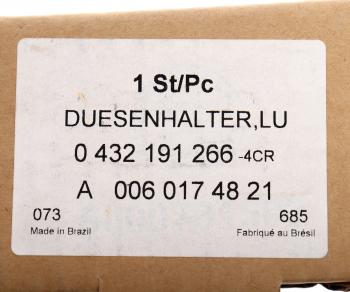 1 St/Pc
DUESENHALTER,LU
0 432 191 266 -4CR
A 006 017 48 21
073 685
Made in Brazil Fabriqué au Brésil